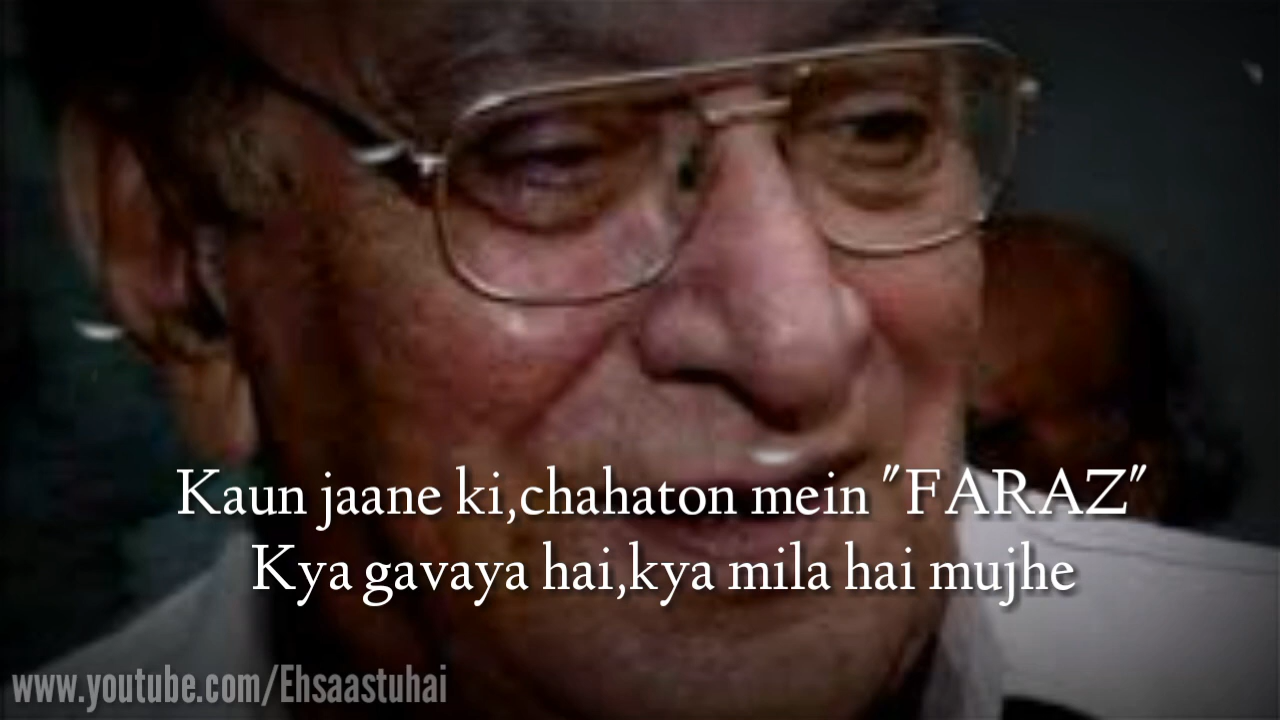 Kaun jaane ki,chahaton mein "FARAZ"
Kya gavaya hai,kya mila hai mujhe
www.youtube.com/Ehsaastuhai